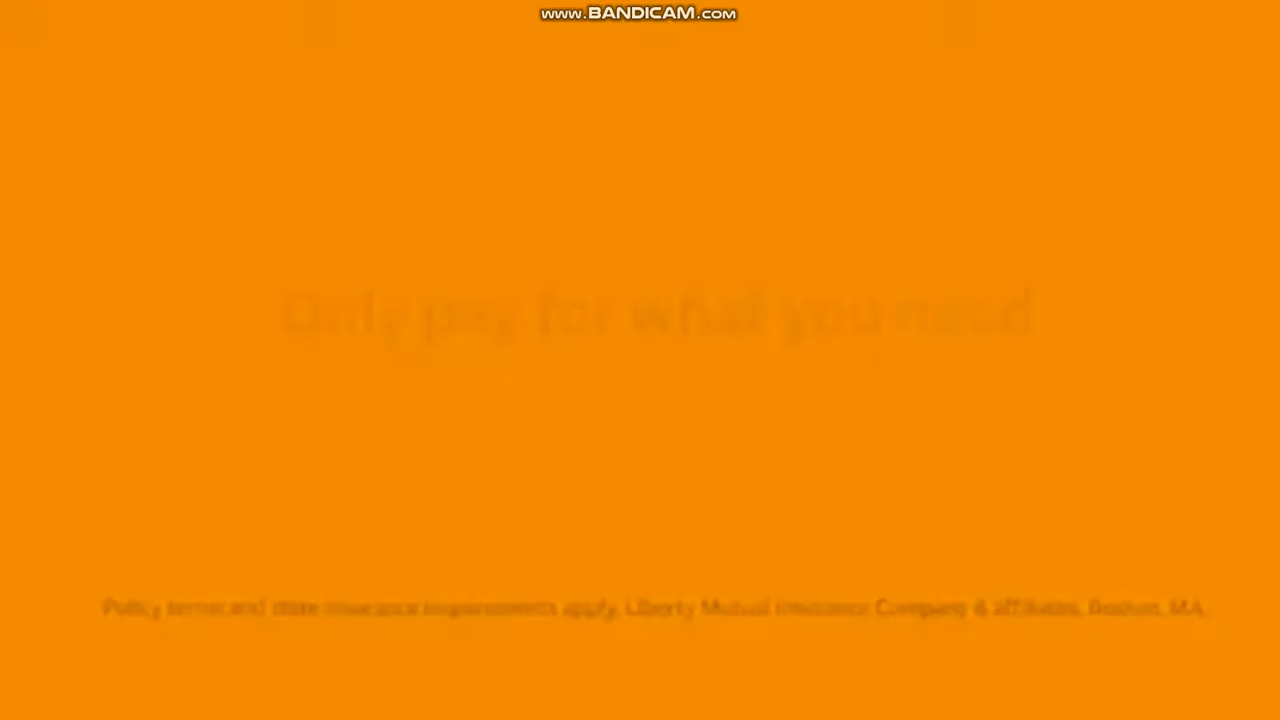 www.BANDICAM.com
Only pay for what you need
Policy terms and state insurance requirements apply. Liberty Mutual Insurance Company & affiliates, Boston, MA.